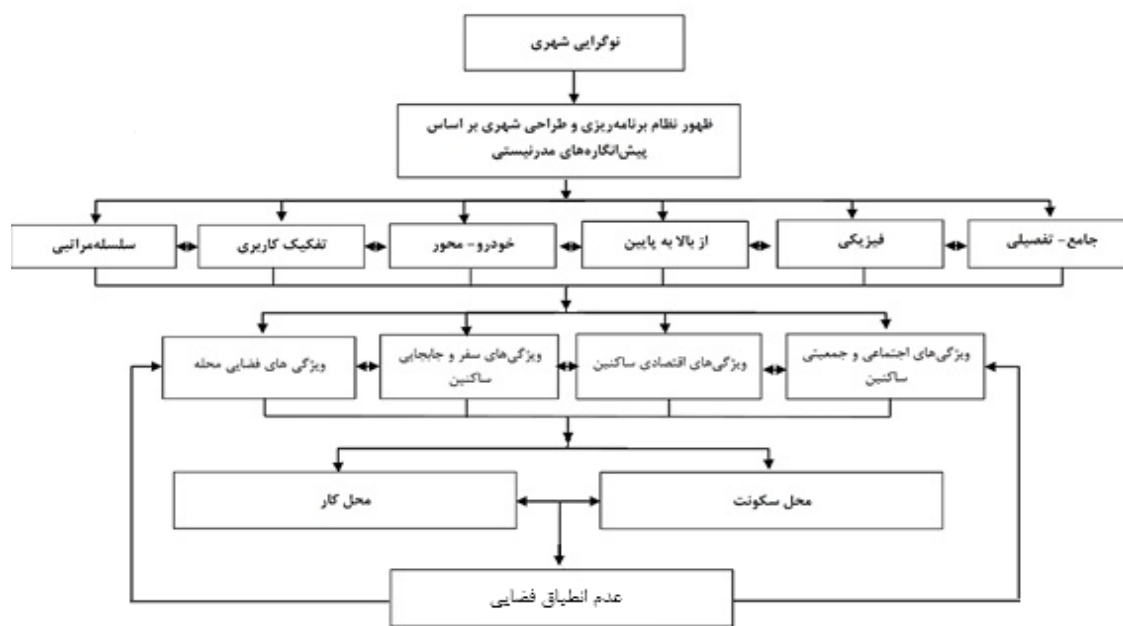 نوگرایی شهری
ظهور نظام برنامه‌ریزی و طراحی شهری بر اساس
پیش‌انگاره‌های مدرنیستی
جامع- تفصیلی
فیزیکی
از بالا به پایین
خودرو- محور
تفکیک کاربری
سلسله‌مراتبی
ویژگی‌های اجتماعی و جمعیتی
ساکنین
ویژگی‌های اقتصادی ساکنین
ویژگی‌های سفر و جابجایی
ساکنین
ویژگی های فضایی محله
محل سکونت
محل کار
عدم انطباق فضایی